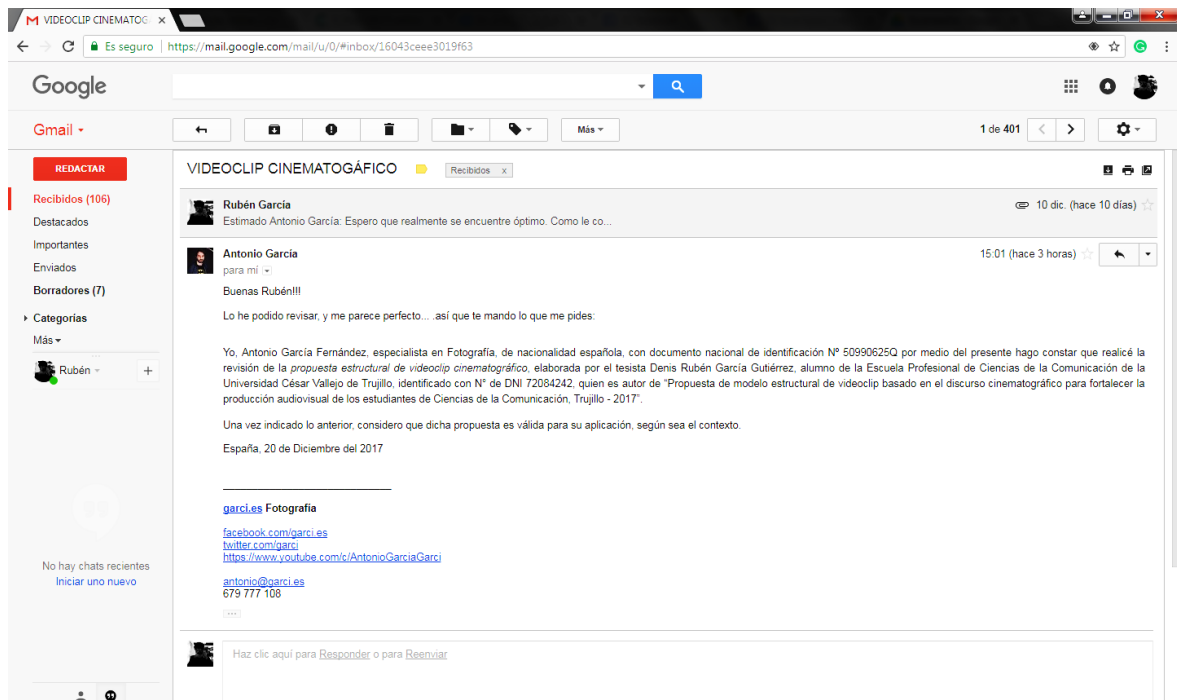 VIDEOCLIP CINEMATOG
Es seguro
https://mail.google.com/mail/u/0/#inbox/16043ceee3019f63
Google
Gmail
Más
1 de 401
REDACTAR
VIDEOCLIP CINEMATOGÁFICO
Recibidos x
Recibidos (106)
Destacados
Importantes
Enviados
Borradores (7)
Categorías
Más
Rubén
No hay chats recientes
Iniciar uno nuevo
Rubén García
10 dic. (hace 10 días)
Estimado Antonio García: Espero que realmente se encuentre óptimo. Como le co...
Antonio García
15:01 (hace 3 horas)
para mí
Buenas Rubén!!!
Lo he podido revisar, y me parece perfecto... .así que te mando lo que me pides:
Yo, Antonio García Fernández, especialista en Fotografía, de nacionalidad española, con documento nacional de identificación Nº 50990625Q por medio del presente hago constar que realicé la
revisión de la propuesta estructural de videoclip cinematográfico, elaborada por el tesista Denis Rubén García Gutiérrez, alumno de la Escuela Profesional de Ciencias de la Comunicación de la
Universidad César Vallejo de Trujillo, identificado con N° de DNI 72084242, quien es autor de “Propuesta de modelo estructural de videoclip basado en el discurso cinematográfico para fortalecer la
producción audiovisual de los estudiantes de Ciencias de la Comunicación, Trujillo - 2017”.
Una vez indicado lo anterior, considero que dicha propuesta es válida para su aplicación, según sea el contexto.
España, 20 de Diciembre del 2017
garci.es Fotografía
facebook.com/garci.es
twitter.com/garci
https://www.youtube.com/c/AntonioGarciaGarci
antonio@garci.es
679 777 108
Haz clic aquí para Responder o para Reenviar